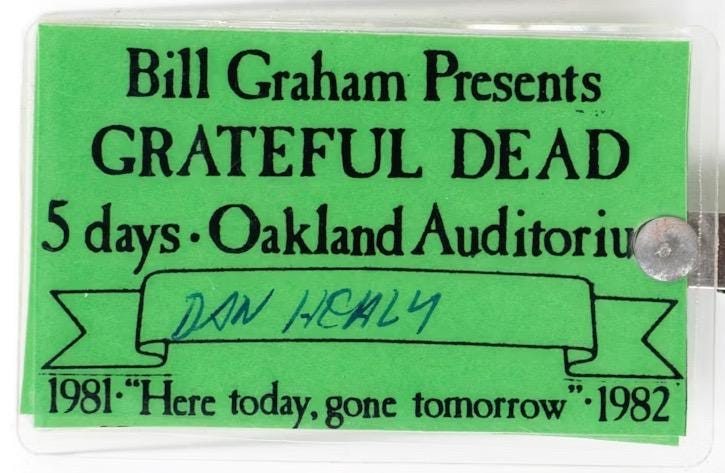 Bill Graham Presents
GRATEFUL DEAD
5 days · Oakland Auditoriu
DAN HEALY
1981·"Here today, gone tomorrow"·1982